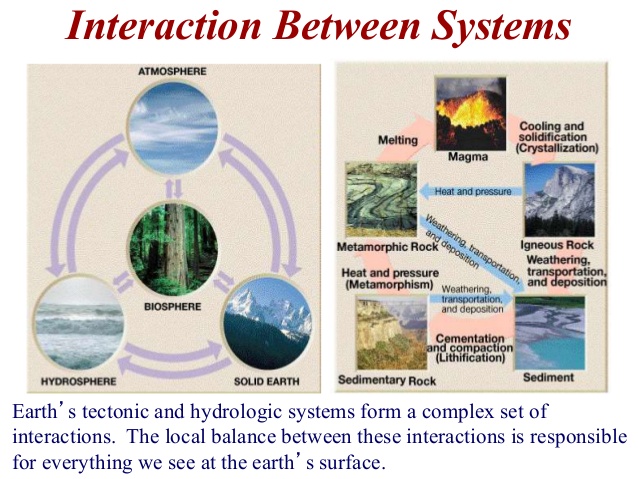 Interaction Between Systems
ATMOSPHERE
BIOSPHERE
HYDROSPHERE
SOLID EARTH
Magma
Cooling and
solidification
(Crystallization)
Melting
Heat and pressure
Metamorphic Rock
Igneous Rock
Weathering, transportation,
and deposition
Weathering,
transportation,
and deposition
Heat and pressure
(Metamorphism)
Weathering,
transportation, and
and deposition
Cementation
and compaction
(Lithification)
Sedimentary Rock
Sediment
Earth’s tectonic and hydrologic systems form a complex set of
interactions.  The local balance between these interactions is responsible
for everything we see at the earth’s surface.